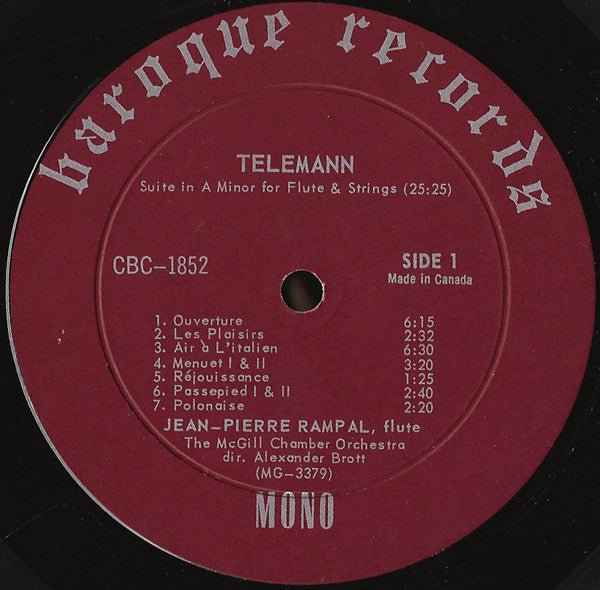 baroque records
TELEMANN
Suite in A Minor for Flute & Strings (25:25)
CBC-1852
SIDE 1
Made in Canada
1. Ouverture 6:15
2. Les Plaisirs 2:32
3. Air à L'italien 6:30
4. Menuet I & II 3:20
5. Réjouissance 1:25
6. Passepied I & II 2:40
7. Polonaise 2:20
JEAN-PIERRE RAMPAL, flute
The McGill Chamber Orchestra
dir. Alexander Brott
(MG-3379)
MONO